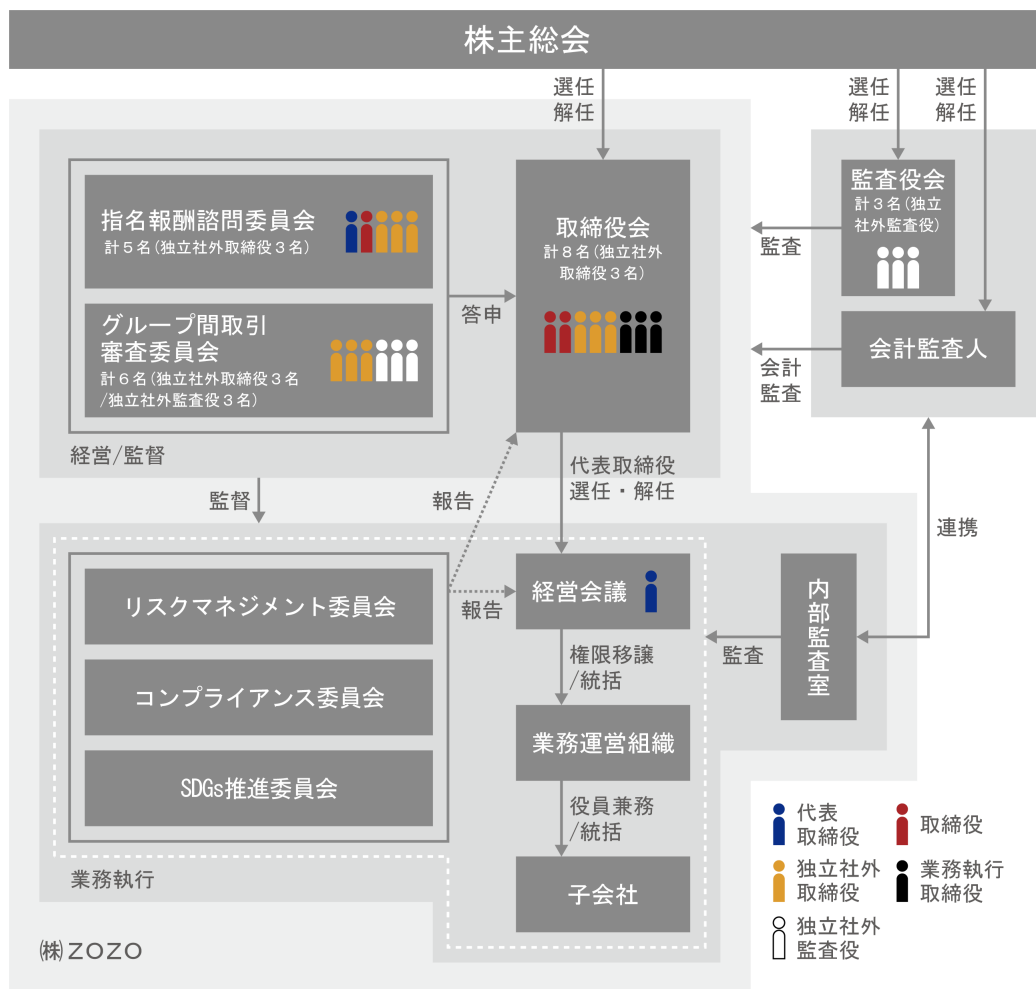 株主総会
選任
解任
選任
解任
選任
解任
指名報酬諮問委員会
計5名(独立社外取締役3名)
グループ間取引
審査委員会
計6名(独立社外取締役3名
/独立社外監査役3名)
経営/監督
答申
取締役会
計8名(独立社外
取締役3名)
監査役会
計3名(独立
社外監査役)
監査
会計監査人
会計
監査
監督
報告
代表取締役
選任・解任
連携
リスクマネジメント委員会
コンプライアンス委員会
SDGs推進委員会
業務執行
報告
経営会議
権限移譲
/統括
業務運営組織
役員兼務
/統括
子会社
監査
内部監査室
㈱ZOZO
代表
取締役
取締役
独立社外
取締役
業務執行
取締役
独立社外
監査役